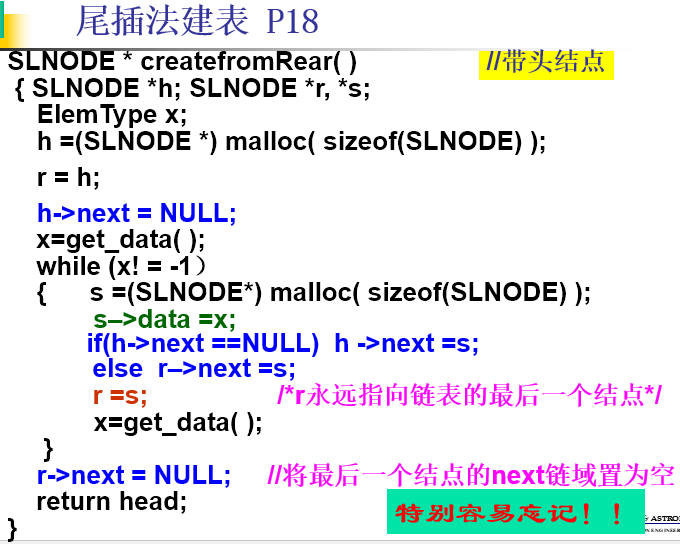 尾插法建表 P18
SLNODE * createfromRear( ) //带头结点
{ SLNODE *h; SLNODE *r, *s;
ElemType x;
h =(SLNODE *) malloc( sizeof(SLNODE) );
r = h;
h->next = NULL;
x=get_data( );
while (x! = -1）
{ s =(SLNODE*) malloc( sizeof(SLNODE) );
s–>data =x;
if(h->next ==NULL) h ->next =s;
else r–>next =s;
r =s; /*r永远指向链表的最后一个结点*/
x=get_data( );
}
r->next = NULL; //将最后一个结点的next链域置为空
return head;
特别容易忘记！！
}